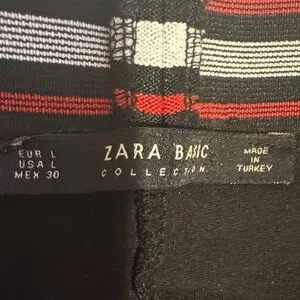 EUR L
USA L
MEX 30
ZARA BASIC
COLLECTION
MADE
IN
TURKEY